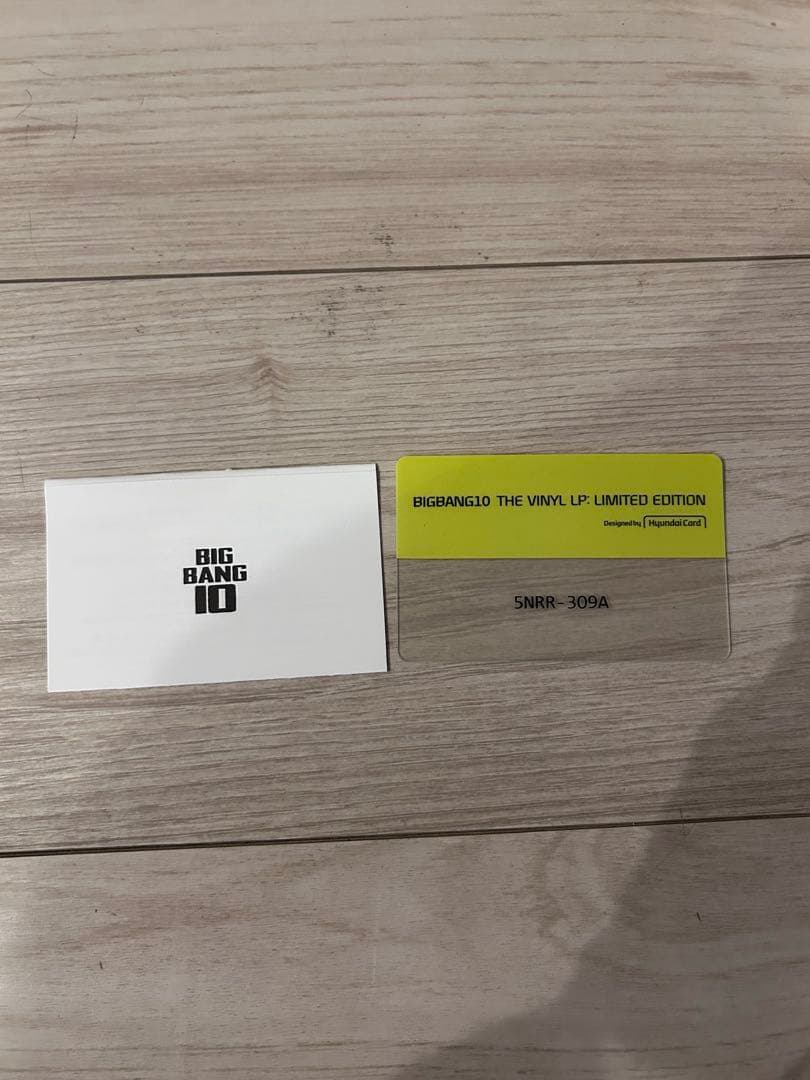 BIG
BANG
10
BIGBANG10 THE VINYL LP: LIMITED EDITION
Designed by Hyundai Card
5NRR-309A